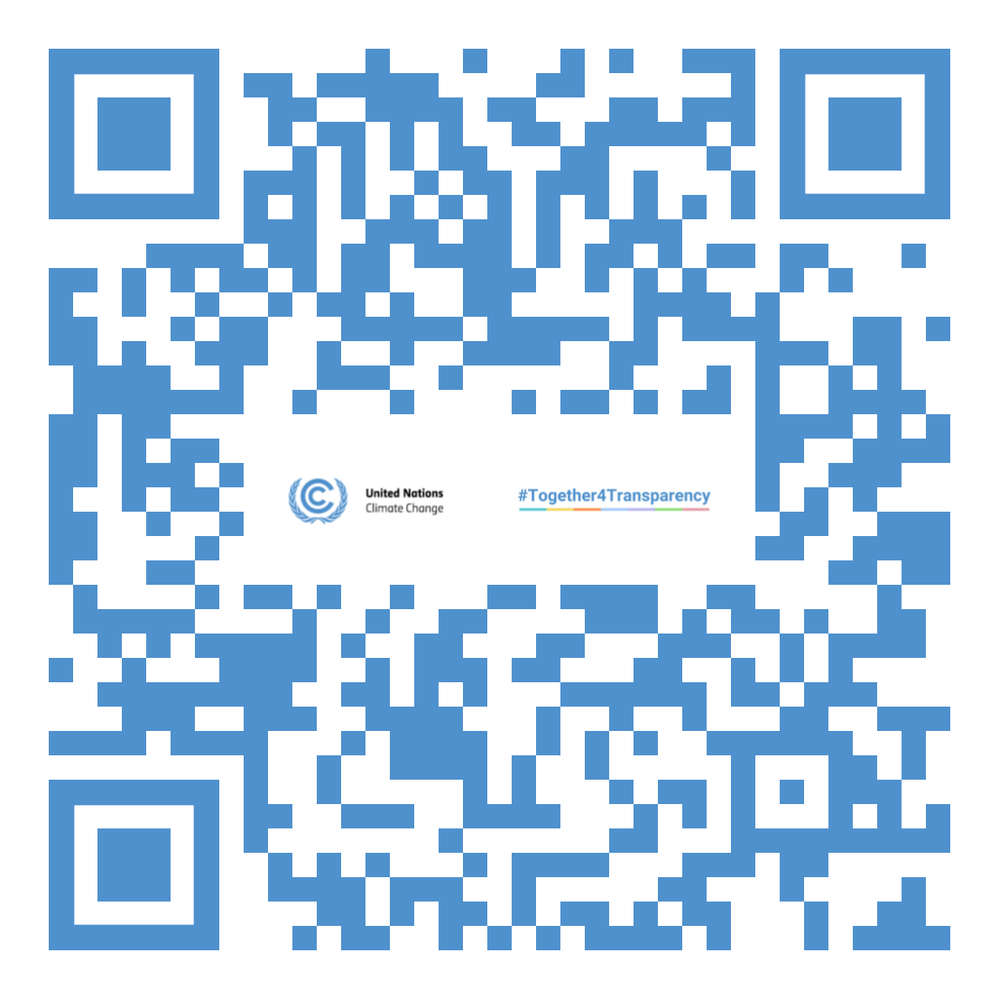 United Nations
Climate Change
#Together4Transparency